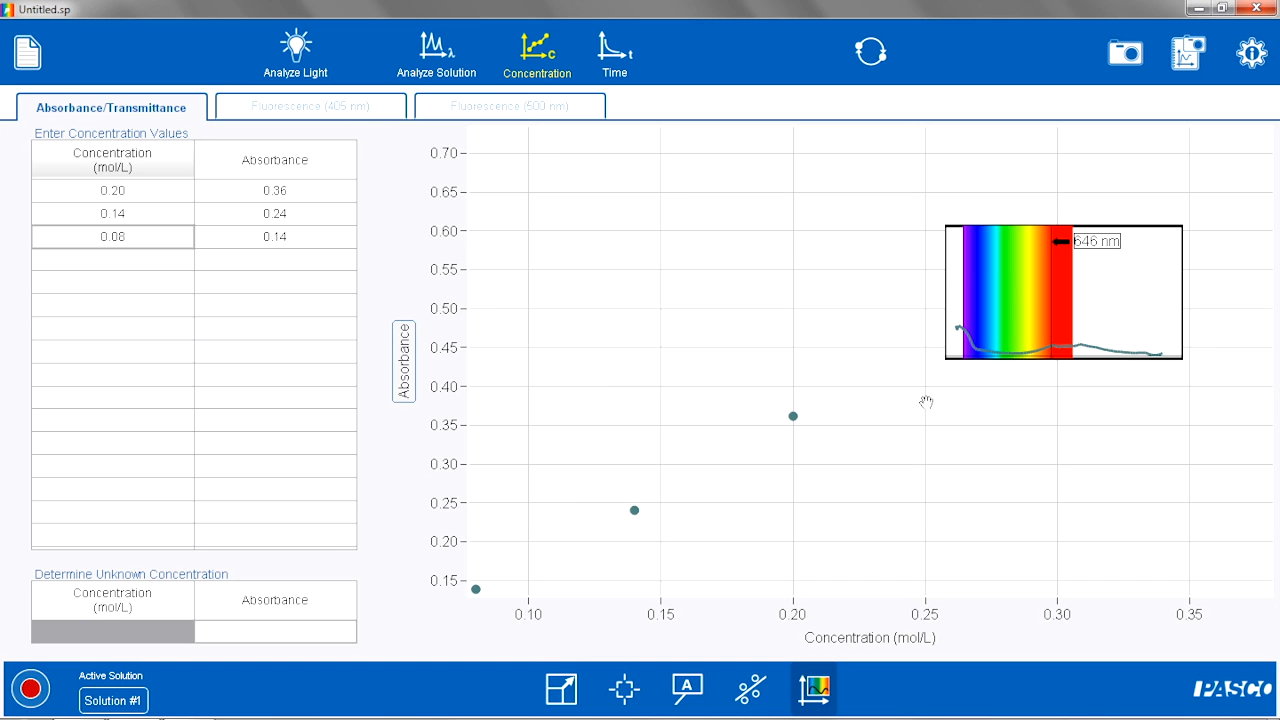 Untitled.sp
Analyze Light
Analyze Solution
Concentration
Time
Absorbance/Transmittance
Fluorescence (405 nm)
Fluorescence (500 nm)
Enter Concentration Values
Concentration (mol/L) Absorbance
0.20 0.36
0.14 0.24
0.08 0.14
Determine Unknown Concentration
Concentration (mol/L) Absorbance
Absorbance
0.70
0.65
0.60
0.55
0.50
0.45
0.40
0.35
0.30
0.25
0.20
0.15
646 nm
0.10 0.15 0.20 0.25 0.30 0.35
Concentration (mol/L)
Active Solution
Solution #1
A
PASCO